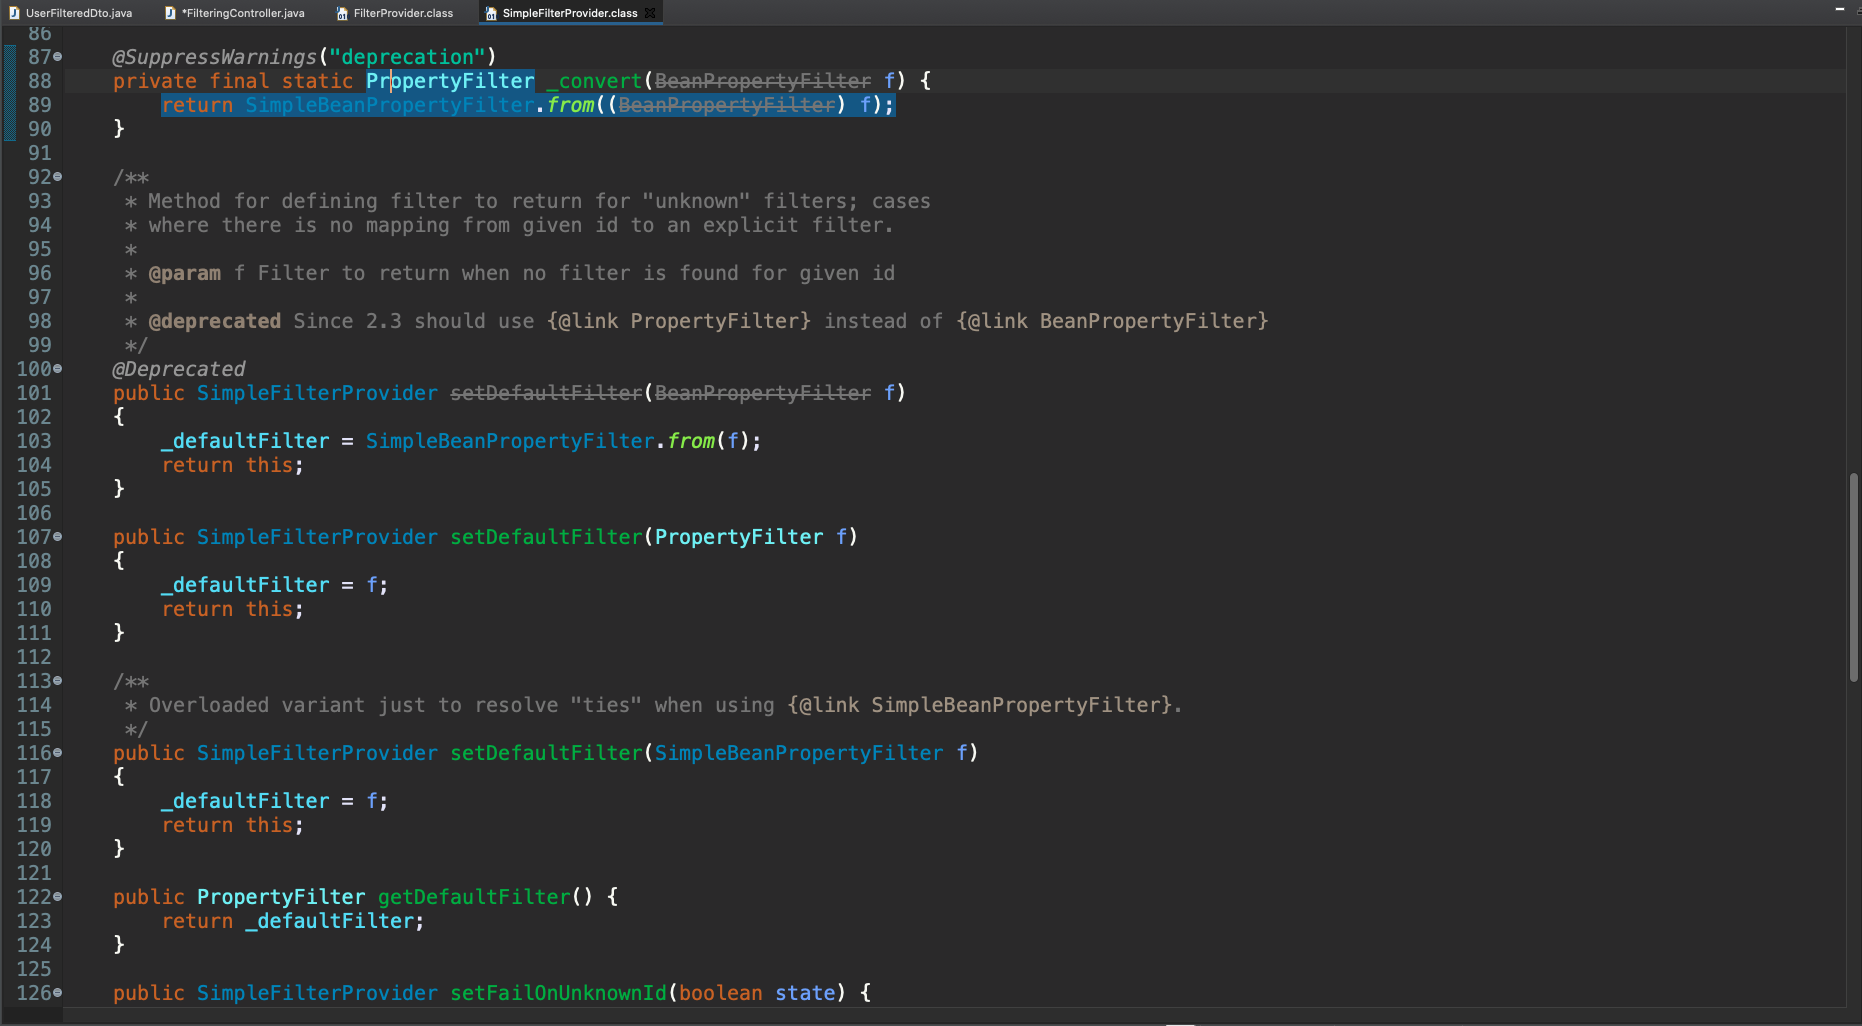 UserFilteredDto.java *FilteringController.java FilterProvider.class SimpleFilterProvider.class
86
87 @SuppressWarnings("deprecation")
88 private final static PropertyFilter _convert(BeanPropertyFilter f) {
89 return SimpleBeanPropertyFilter.from((BeanPropertyFilter) f);
90 }
91
92 /**
93 * Method for defining filter to return for "unknown" filters; cases
94 * where there is no mapping from given id to an explicit filter.
95 *
96 * @param f Filter to return when no filter is found for given id
97 *
98 * @deprecated Since 2.3 should use {@link PropertyFilter} instead of {@link BeanPropertyFilter}
99 */
100 @Deprecated
101 public SimpleFilterProvider setDefaultFilter(BeanPropertyFilter f)
102 {
103 _defaultFilter = SimpleBeanPropertyFilter.from(f);
104 return this;
105 }
106
107 public SimpleFilterProvider setDefaultFilter(PropertyFilter f)
108 {
109 _defaultFilter = f;
110 return this;
111 }
112
113 /**
114 * Overloaded variant just to resolve "ties" when using {@link SimpleBeanPropertyFilter}.
115 */
116 public SimpleFilterProvider setDefaultFilter(SimpleBeanPropertyFilter f)
117 {
118 _defaultFilter = f;
119 return this;
120 }
121
122 public PropertyFilter getDefaultFilter() {
123 return _defaultFilter;
124 }
125
126 public SimpleFilterProvider setFailOnUnknownId(boolean state) {